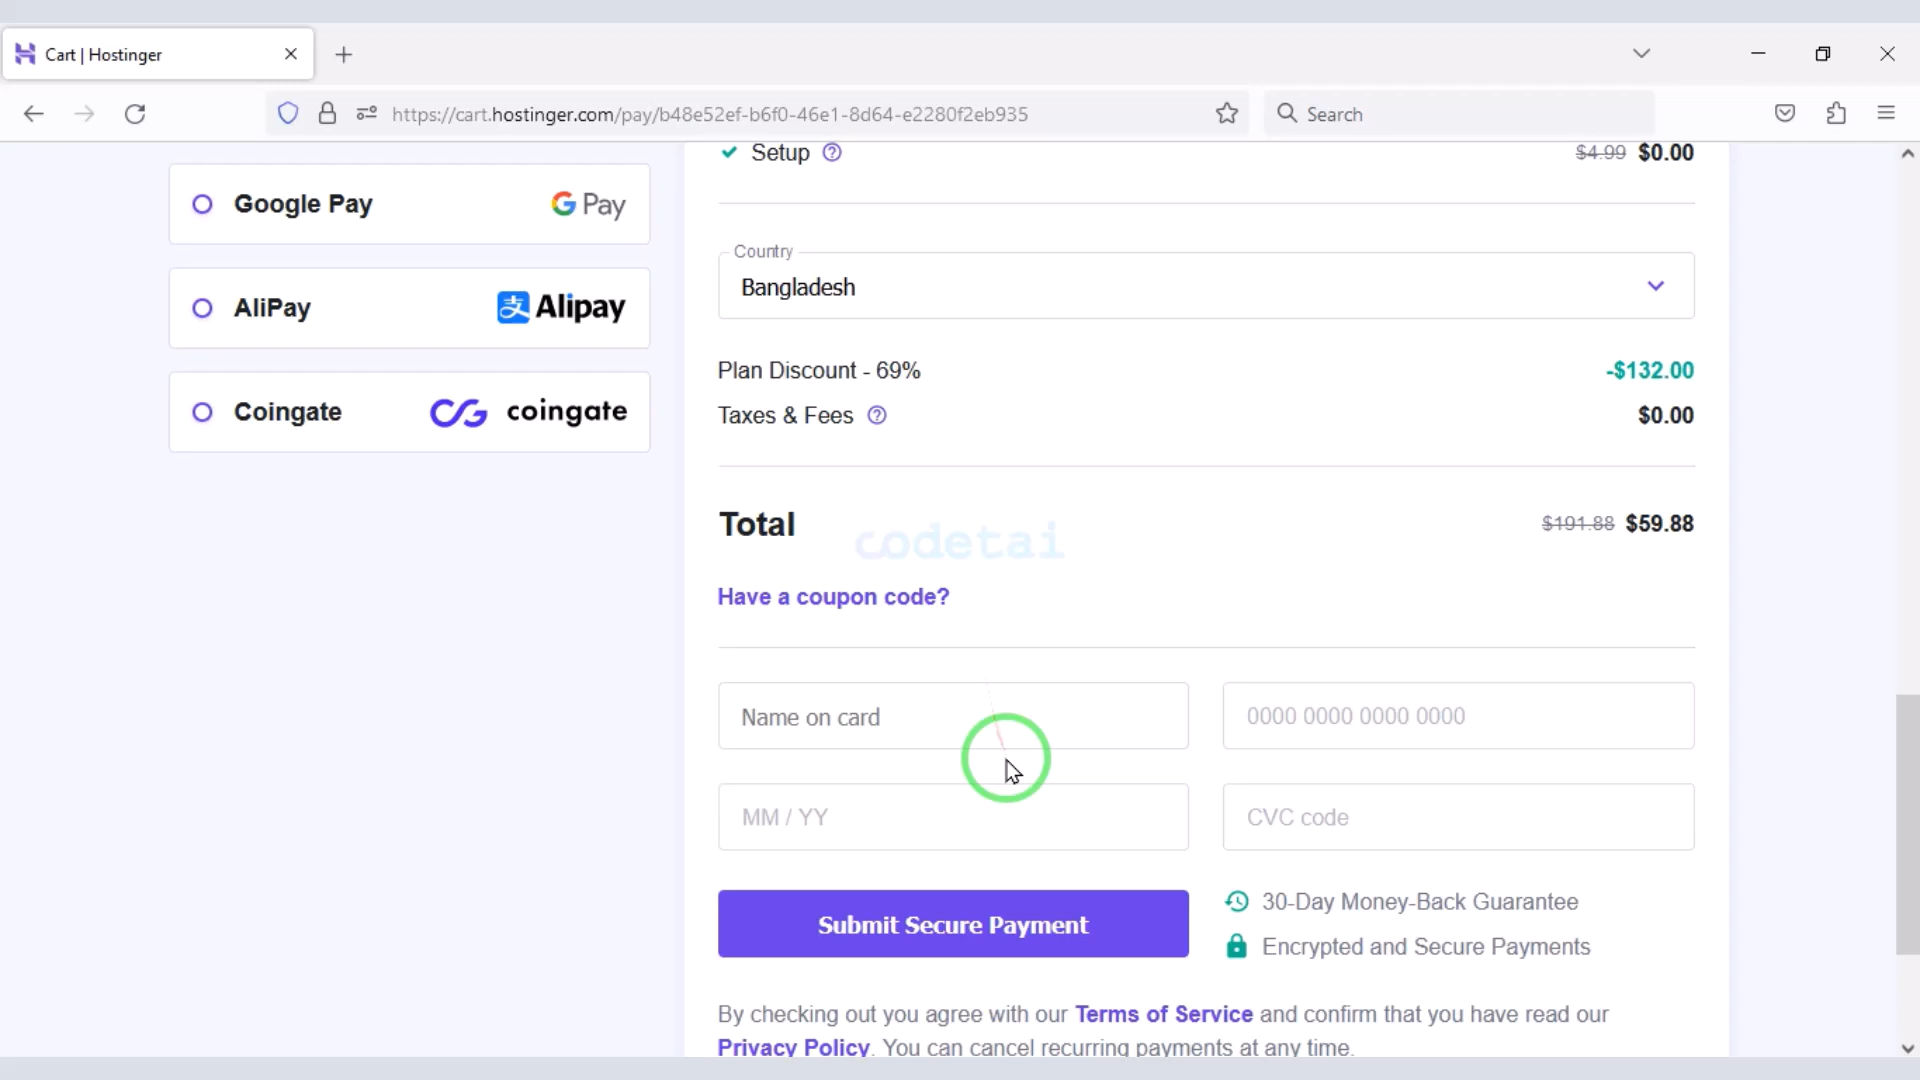 Cart | Hostinger
https://cart.hostinger.com/pay/b48e52ef-b6f0-46e1-8d64-e2280f2eb935
Search
Google Pay
G Pay
AliPay
支 Alipay
Coingate
CG coingate
Setup
$4.99 $0.00
Country
Bangladesh
Plan Discount - 69%
-$132.00
Taxes & Fees
$0.00
Total
$191.88 $59.88
codetai
Have a coupon code?
Name on card
0000 0000 0000 0000
MM / YY
CVC code
Submit Secure Payment
30-Day Money-Back Guarantee
Encrypted and Secure Payments
By checking out you agree with our Terms of Service and confirm that you have read our
Privacy Policy. You can cancel recurring payments at any time.